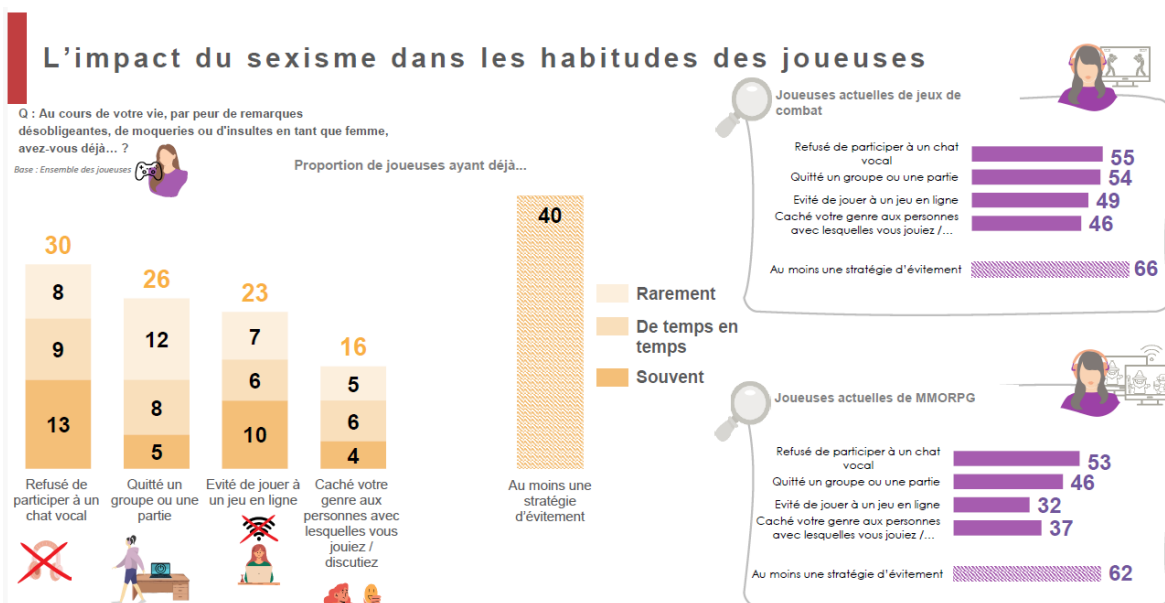 L'impact du sexisme dans les habitudes des joueuses
Q : Au cours de votre vie, par peur de remarques
désobligeantes, de moqueries ou d'insultes en tant que femme,
avez-vous déjà… ?
Base : Ensemble des joueuses
Proportion de joueuses ayant déjà...
30
8
9
13
Refusé de
participer à un
chat vocal
26
12
8
5
Quitté un
groupe ou une
partie
23
7
6
10
Evité de jouer à
un jeu en ligne
16
5
6
4
Caché votre
genre aux
personnes avec
lesquelles vous
jouiez /
discutiez
40
Au moins une
stratégie
d'évitement
Rarement
De temps en
temps
Souvent
Joueuses actuelles de jeux de
combat
Refusé de participer à un chat
vocal
55
Quitté un groupe ou une partie
54
Evité de jouer à un jeu en ligne
49
Caché votre genre aux personnes
avec lesquelles vous jouiez /…
46
Au moins une stratégie d'évitement
66
Joueuses actuelles de MMORPG
Refusé de participer à un chat
vocal
53
Quitté un groupe ou une partie
46
Evité de jouer à un jeu en ligne
32
Caché votre genre aux personnes
avec lesquelles vous jouiez /…
37
Au moins une stratégie d'évitement
62